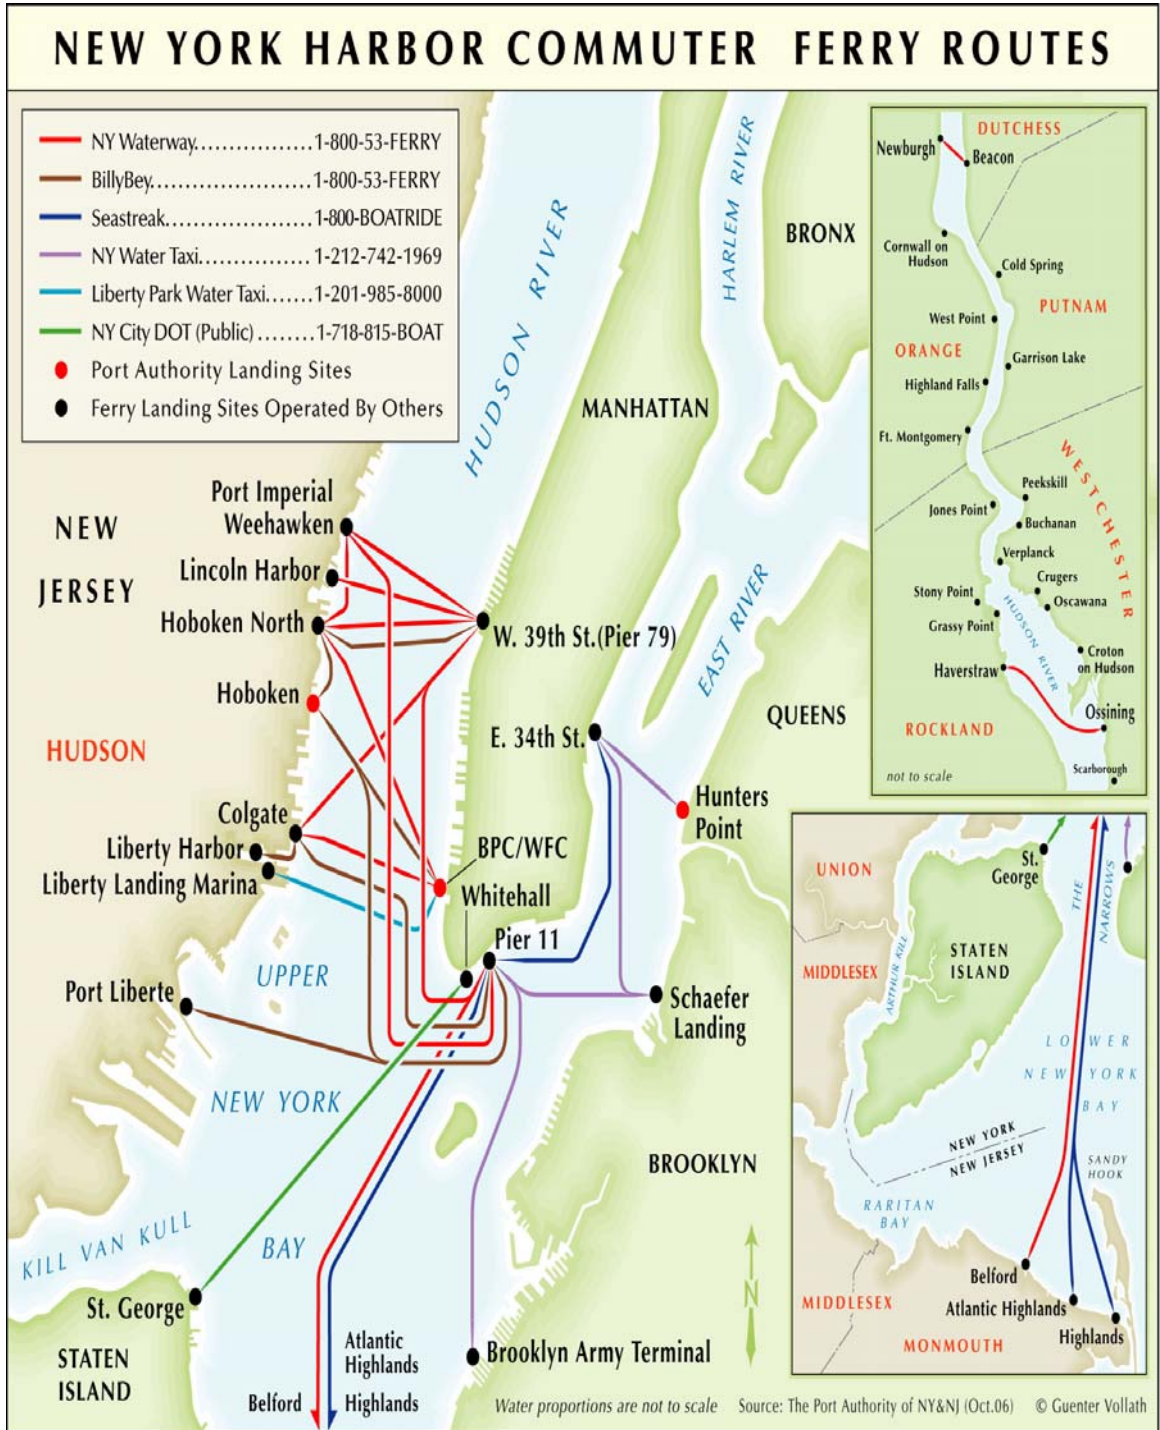 NEW YORK HARBOR COMMUTER FERRY ROUTES
NY Waterway.................1-800-53-FERRY
BillyBey.......................1-800-53-FERRY
Seastreak.....................1-800-BOATRIDE
NY Water Taxi................1-212-742-1969
Liberty Park Water Taxi.......1-201-985-8000
NY City DOT (Public) ........1-718-815-BOAT
Port Authority Landing Sites
Ferry Landing Sites Operated By Others
HUDSON RIVER
HARLEM RIVER
BRONX
MANHATTAN
NEW
JERSEY
Port Imperial
Weehawken
Lincoln Harbor
Hoboken North
W. 39th St.(Pier 79)
EAST RIVER
Hoboken
HUDSON
E. 34th St.
QUEENS
Hunters
Point
Colgate
Liberty Harbor
Liberty Landing Marina
BPC/WFC
Whitehall
Pier 11
UPPER
Port Liberte
Schaefer
Landing
NEW YORK
BROOKLYN
KILL VAN KULL
BAY
St. George
STATEN
ISLAND
Atlantic
Highlands
Belford
Highlands
Brooklyn Army Terminal
N
Water proportions are not to scale
Source: The Port Authority of NY&NJ (Oct.06)
© Guenter Vollath
DUTCHESS
Newburgh
Beacon
Cornwall on
Hudson
Cold Spring
PUTNAM
West Point
ORANGE
Garrison Lake
Highland Falls
Ft. Montgomery
WESTCHESTER
Peekskill
Jones Point
Buchanan
Verplanck
Crugers
Stony Point
Oscawana
Grassy Point
HUDSON RIVER
Croton
on Hudson
Haverstraw
Ossining
ROCKLAND
not to scale
Scarborough
UNION
St.
George
THE
NARROWS
STATEN
ISLAND
MIDDLESEX
ARTHUR KILL
LOWER
NEW YORK
BAY
NEW YORK
NEW JERSEY
SANDY
HOOK
RARITAN
BAY
Belford
MIDDLESEX
Atlantic Highlands
Highlands
MONMOUTH